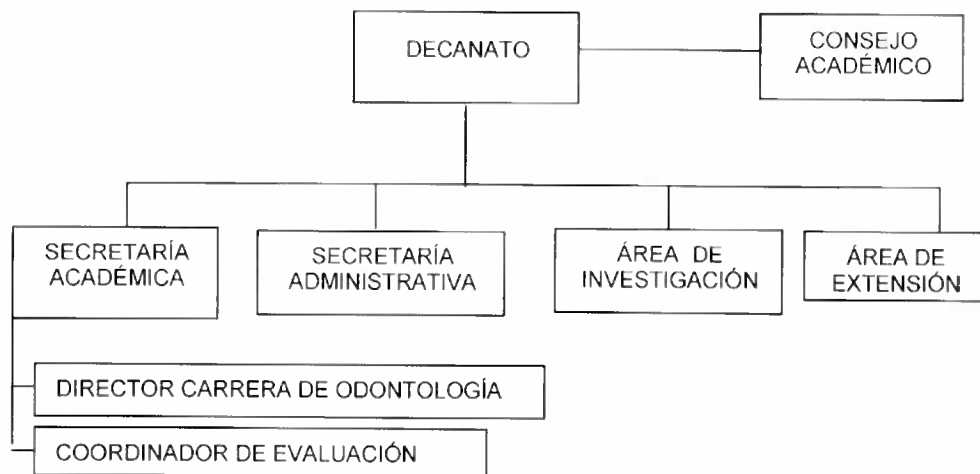 DECANATO
CONSEJO
ACADÉMICO
SECRETARÍA
ACADÉMICA
SECRETARÍA
ADMINISTRATIVA
ÁREA DE
INVESTIGACIÓN
ÁREA DE
EXTENSIÓN
DIRECTOR CARRERA DE ODONTOLOGÍA
COORDINADOR DE EVALUACIÓN